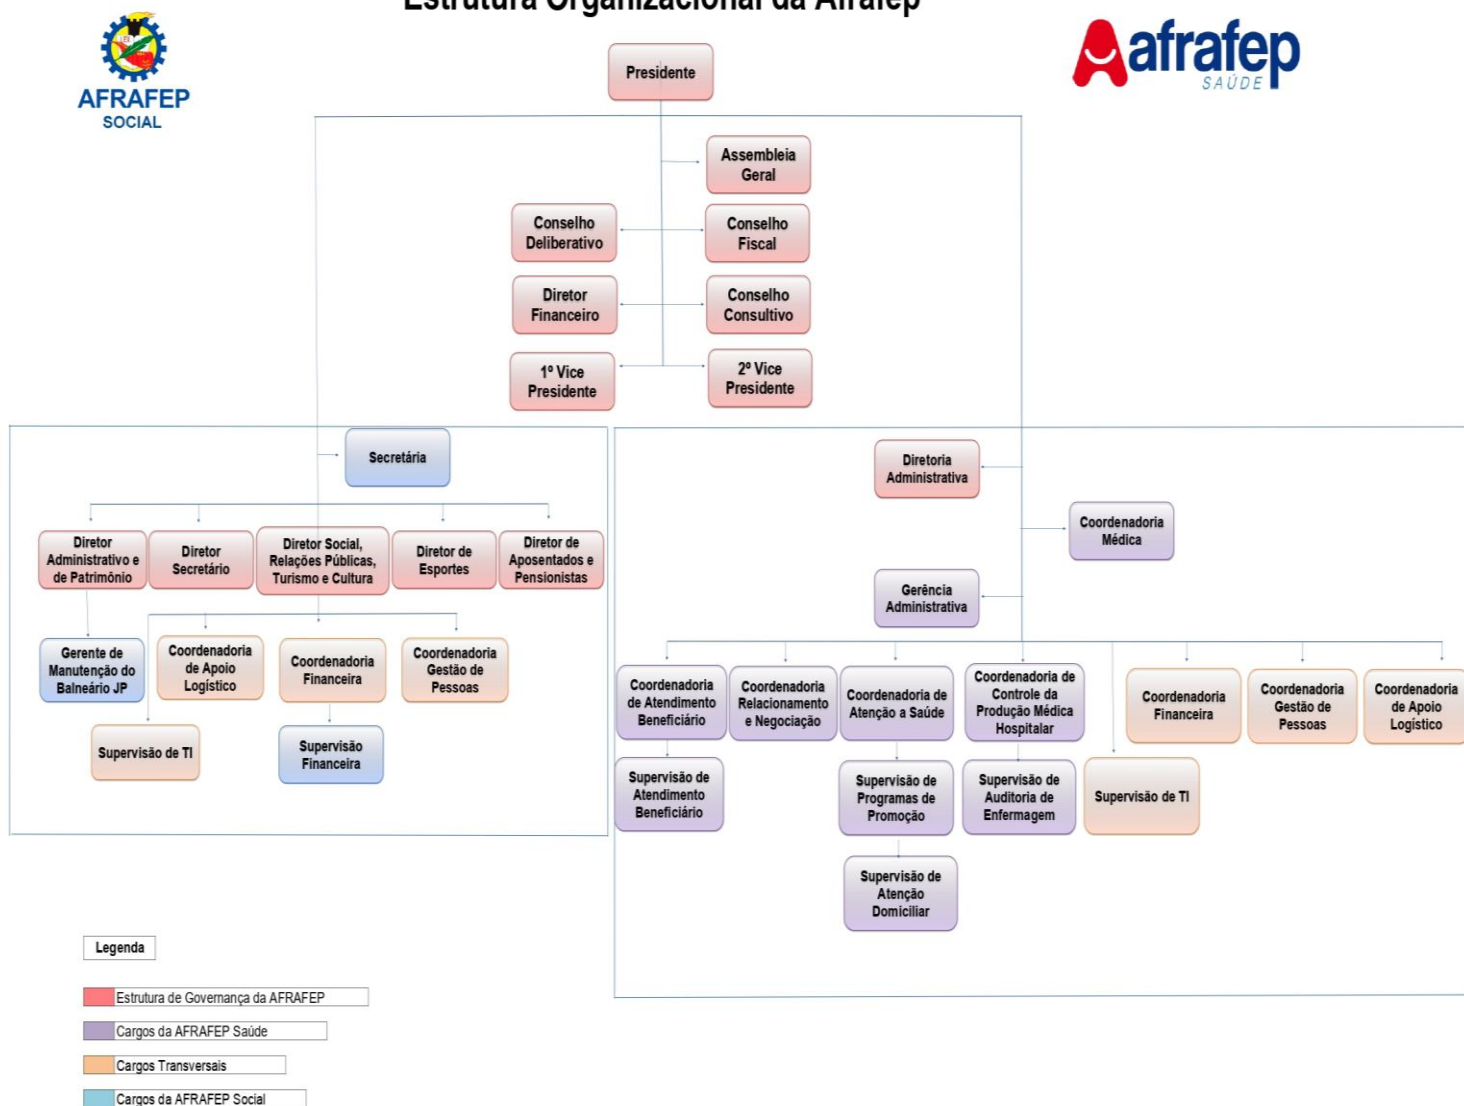 Estrutura Organizacional da Afrafep
AFRAFEP
SOCIAL
afrafep
SAÚDE
Presidente
Assembleia
Geral
Conselho
Deliberativo
Conselho
Fiscal
Diretor
Financeiro
Conselho
Consultivo
1º Vice
Presidente
2º Vice
Presidente
Secretária
Diretor
Administrativo e
de Patrimônio
Diretor
Secretário
Diretor Social,
Relações Públicas,
Turismo e Cultura
Diretor de
Esportes
Diretor de
Aposentados e
Pensionistas
Gerente de
Manutenção do
Balneário JP
Coordenadoria
de Apoio
Logístico
Coordenadoria
Financeira
Coordenadoria
Gestão de
Pessoas
Supervisão de TI
Supervisão
Financeira
Diretoria
Administrativa
Coordenadoria
Médica
Gerência
Administrativa
Coordenadoria
de Atendimento
Beneficiário
Coordenadoria
Relacionamento
e Negociação
Coordenadoria de
Atenção a Saúde
Coordenadoria de
Controle da
Produção Médica
Hospitalar
Coordenadoria
Financeira
Coordenadoria
Gestão de
Pessoas
Coordenadoria
de Apoio
Logístico
Supervisão de
Atendimento
Beneficiário
Supervisão de
Programas de
Promoção
Supervisão de
Auditoria de
Enfermagem
Supervisão de TI
Supervisão de
Atenção
Domiciliar
Legenda
Estrutura de Governança da AFRAFEP
Cargos da AFRAFEP Saúde
Cargos Transversais
Cargos da AFRAFEP Social